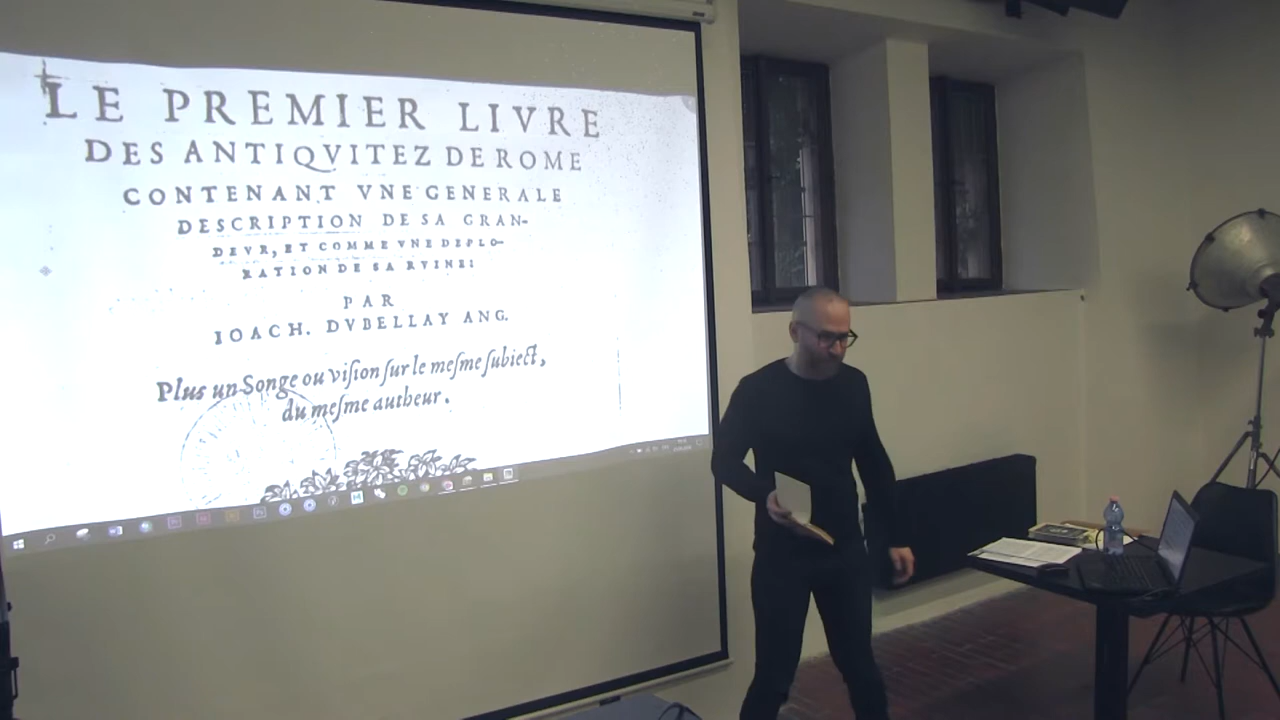 LE PREMIER LIVRE
DES ANTIQVITEZ DE ROME
CONTENANT VNE GENERALE
DESCRIPTION DE SA GRAN-
DEVR, ET COMME VNE DEPLO-
RATION DE SA RVINE:
PAR
IOACH. DVBELLAY ANG.
Plus un Songe ou viſion ſur le meſme ſubiect,
du meſme autheur.